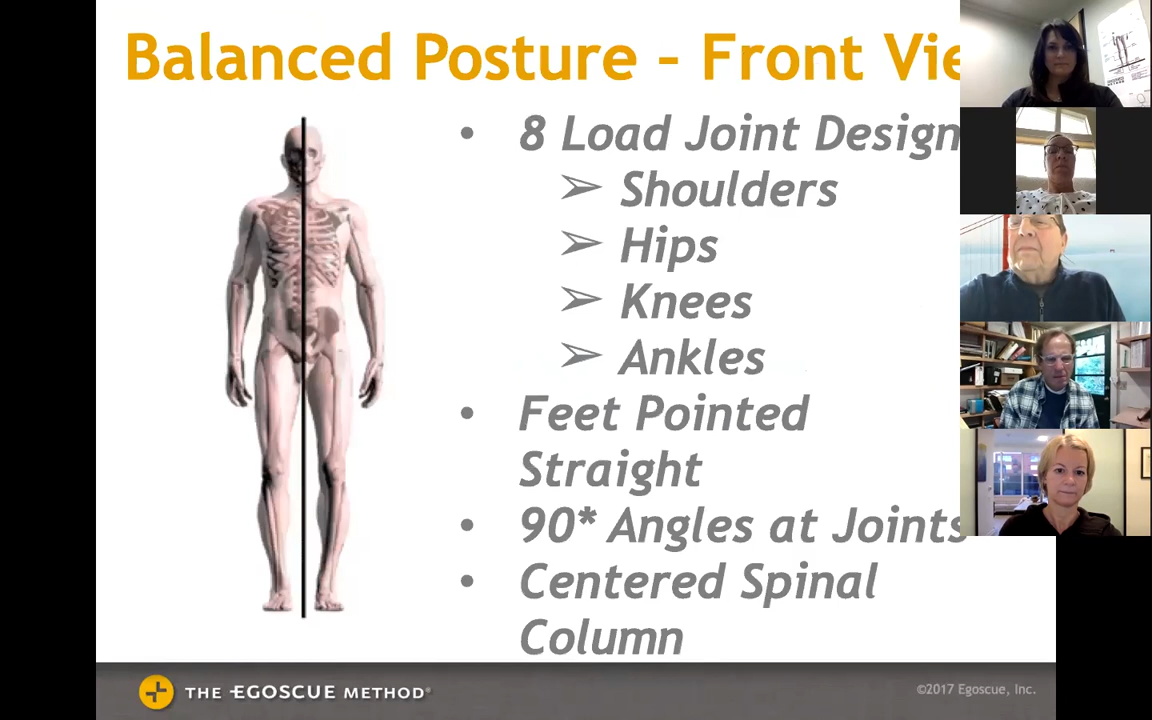 Balanced Posture – Front Vie
• 8 Load Joint Design
➢ Shoulders
➢ Hips
➢ Knees
➢ Ankles
• Feet Pointed
Straight
• 90* Angles at Joints
• Centered Spinal
Column
THE EGOSCUE METHOD®
©2017 Egoscue, Inc.